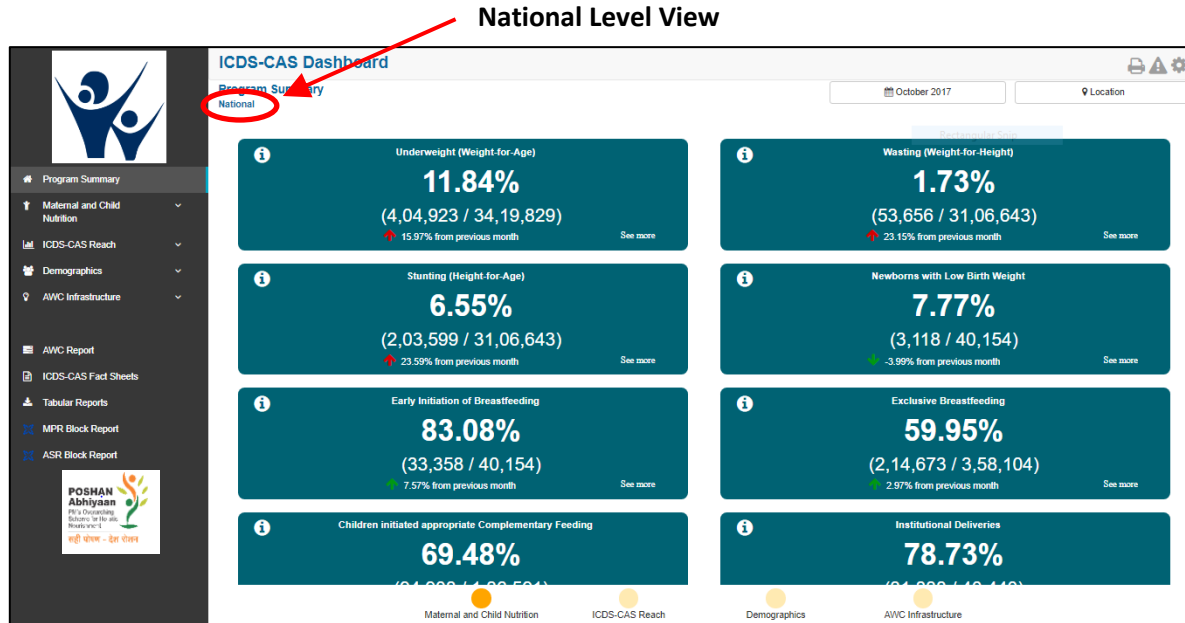 National Level View
ICDS-CAS Dashboard
Program Summary
National
October 2017
Location
Rectangular Snip
Program Summary
Maternal and Child
Nutrition
ICDS-CAS Reach
Demographics
AWC Infrastructure
AWC Report
ICDS-CAS Fact Sheets
Tabular Reports
MPR Block Report
ASR Block Report
POSHAN
Abhiyaan
PM's Overarching
Scheme for Holistic
Nourishment
सही पोषण - देश रोशन
Underweight (Weight-for-Age)
11.84%
(4,04,923 / 34,19,829)
15.97% from previous month
See more
Wasting (Weight-for-Height)
1.73%
(53,656 / 31,06,643)
23.15% from previous month
See more
Stunting (Height-for-Age)
6.55%
(2,03,599 / 31,06,643)
23.59% from previous month
See more
Newborns with Low Birth Weight
7.77%
(3,118 / 40,154)
-3.99% from previous month
See more
Early Initiation of Breastfeeding
83.08%
(33,358 / 40,154)
7.57% from previous month
See more
Exclusive Breastfeeding
59.95%
(2,14,673 / 3,58,104)
2.97% from previous month
See more
Children initiated appropriate Complementary Feeding
69.48%
Institutional Deliveries
78.73%
Maternal and Child Nutrition
ICDS-CAS Reach
Demographics
AWC Infrastructure